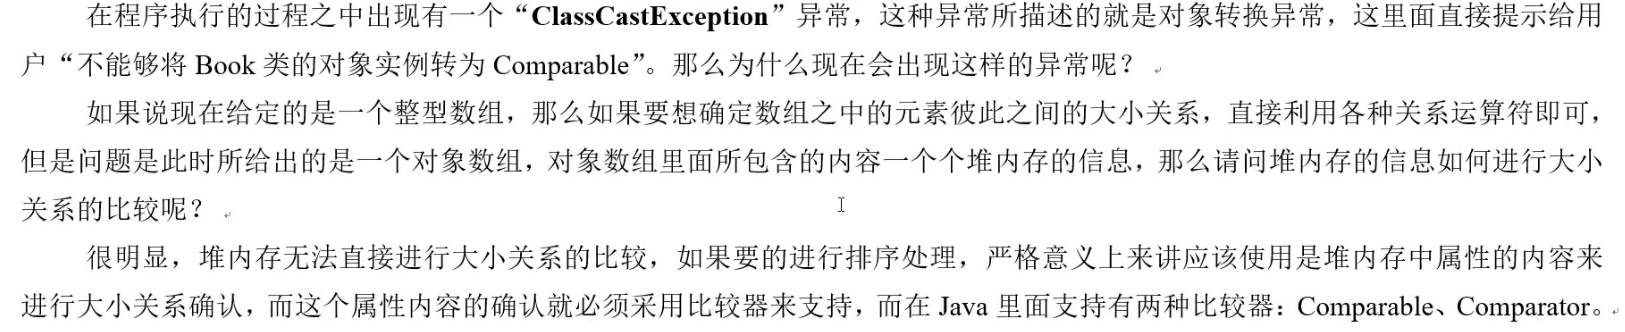 在程序执行的过程之中出现有一个“ClassCastException”异常，这种异常所描述的就是对象转换异常，这里面直接提示给用
户“不能够将 Book 类的对象实例转为 Comparable”。那么为什么现在会出现这样的异常呢？
如果说现在给定的是一个整型数组，那么如果要想确定数组之中的元素彼此之间的大小关系，直接利用各种关系运算符即可，
但是问题是此时所给出的是一个对象数组，对象数组里面所包含的内容一个个堆内存的信息，那么请问堆内存的信息如何进行大小
关系的比较呢？
很明显，堆内存无法直接进行大小关系的比较，如果要的进行排序处理，严格意义上来讲应该使用是堆内存中属性的内容来
进行大小关系确认，而这个属性内容的确认就必须采用比较器来支持，而在 Java 里面支持有两种比较器：Comparable、Comparator。